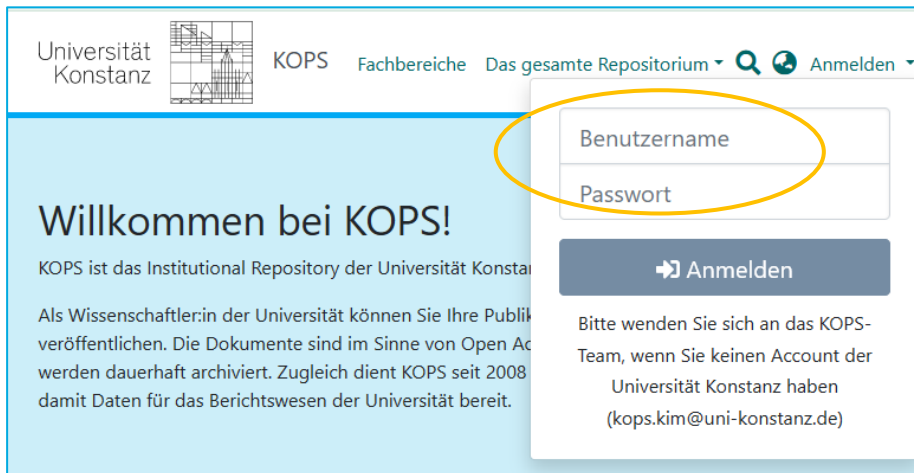 Universität
Konstanz
KOPS Fachbereiche Das gesamte Repositorium Anmelden
Benutzername
Passwort
Anmelden
Bitte wenden Sie sich an das KOPS-
Team, wenn Sie keinen Account der
Universität Konstanz haben
(kops.kim@uni-konstanz.de)
Willkommen bei KOPS!
KOPS ist das Institutional Repository der Universität
Als Wissenschaftler:in der Universität können Sie Ihre
veröffentlichen. Die Dokumente sind im Sinne von Open
werden dauerhaft archiviert. Zugleich dient KOPS seit 2008
damit Daten für das Berichtswesen der Universität bereit.